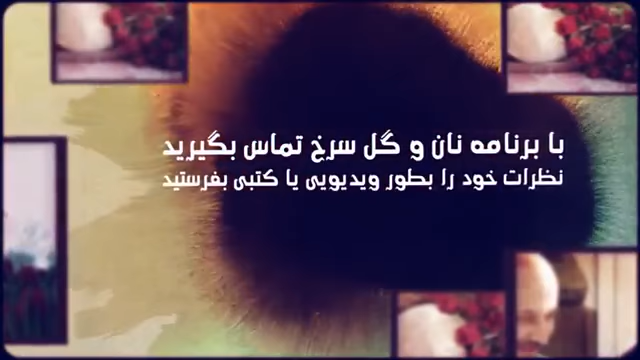 با برنامه نان و گل سرخ تماس بگیرید
نظرات خود را بطور ویدیویی یا کتبی بفرستید